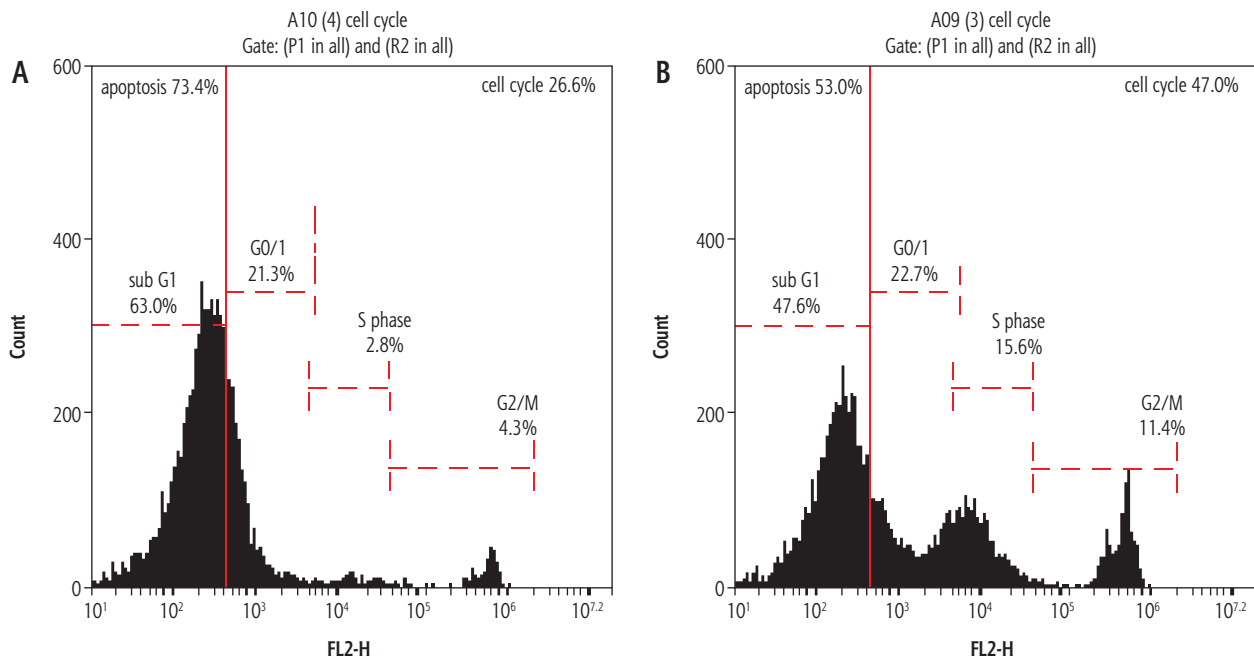 A10 (4) cell cycle
Gate: (P1 in all) and (R2 in all)
A
600
400
200
0
Count
apoptosis 73.4%
cell cycle 26.6%
sub G1
63.0%
G0/1
21.3%
S phase
2.8%
G2/M
4.3%
10¹
10²
10³
10⁴
10⁵
10⁶
10⁷·²
FL2-H
A09 (3) cell cycle
Gate: (P1 in all) and (R2 in all)
B
600
400
200
0
Count
apoptosis 53.0%
cell cycle 47.0%
sub G1
47.6%
G0/1
22.7%
S phase
15.6%
G2/M
11.4%
10¹
10²
10³
10⁴
10⁵
10⁶
10⁷·²
FL2-H